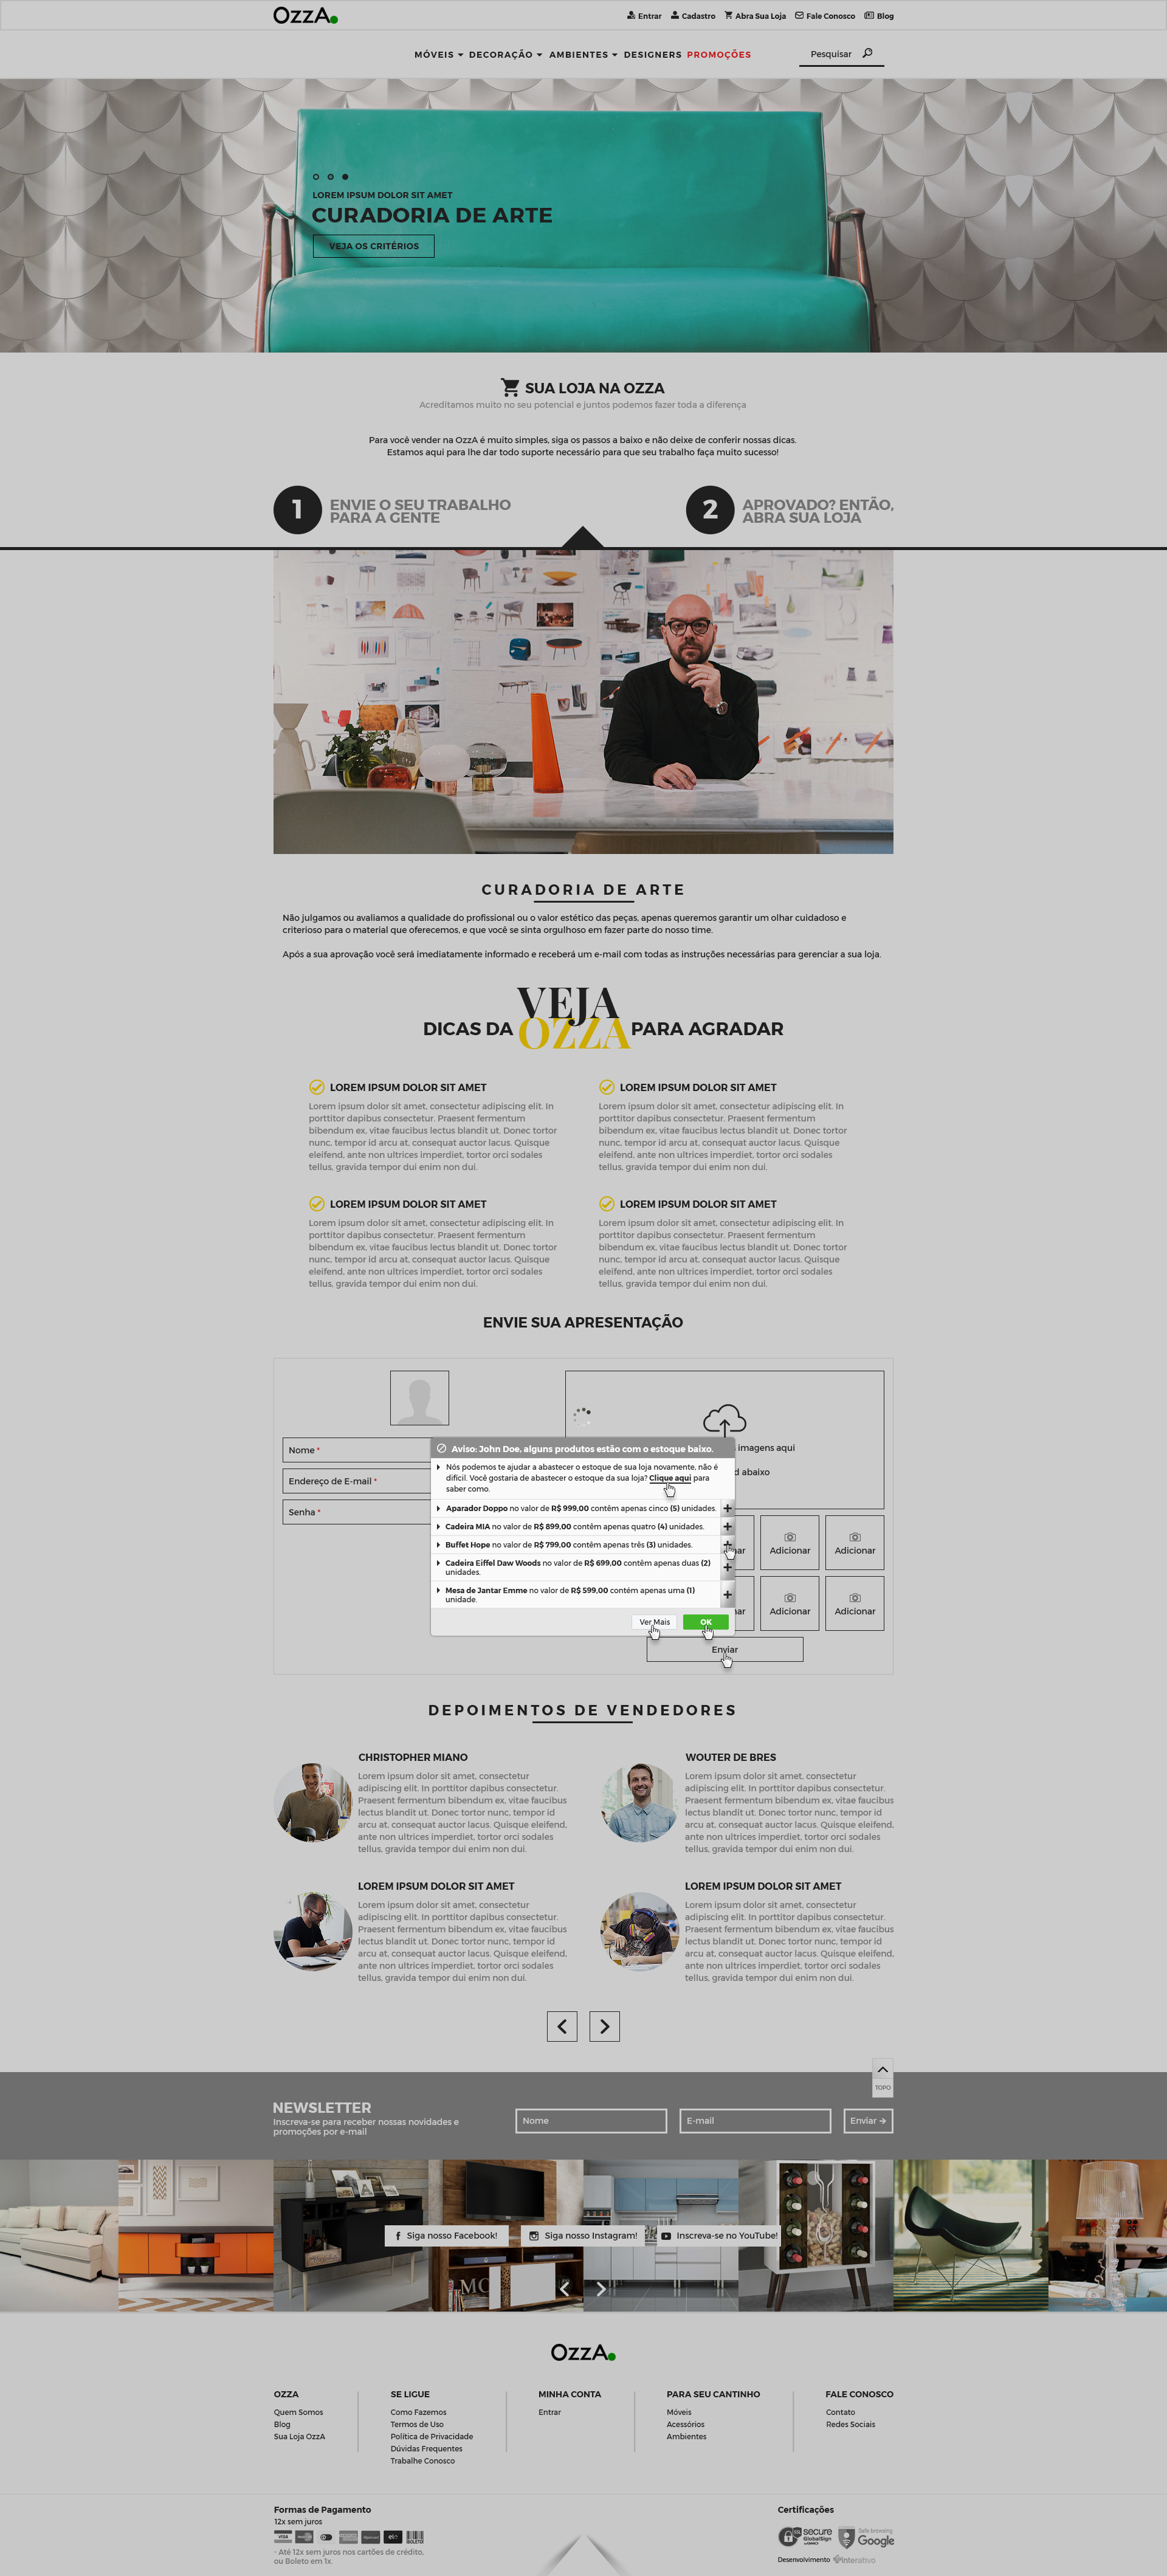 OzzA
Entrar Cadastro Abra Sua Loja Fale Conosco Blog
MÓVEIS DECORAÇÃO AMBIENTES DESIGNERS PROMOÇÕES
Pesquisar
LOREM IPSUM DOLOR SIT AMET
CURADORIA DE ARTE
VEJA OS CRITÉRIOS
SUA LOJA NA OZZA
Acreditamos muito no seu potencial e juntos podemos fazer toda a diferença
Para você vender na OzzA é muito simples, siga os passos a baixo e não deixe de conferir nossas dicas.
Estamos aqui para lhe dar todo suporte necessário para que seu trabalho faça muito sucesso!
1
ENVIE O SEU TRABALHO
PARA A GENTE
2
APROVADO? ENTÃO,
ABRA SUA LOJA
CURADORIA DE ARTE
Não julgamos ou avaliamos a qualidade do profissional ou o valor estético das peças, apenas queremos garantir um olhar cuidadoso e
criterioso para o material que oferecemos, e que você se sinta orgulhoso em fazer parte do nosso time.
Após a sua aprovação você será imediatamente informado e receberá um e-mail com todas as instruções necessárias para gerenciar a sua loja.
VEJA
DICAS DA OZZA PARA AGRADAR
LOREM IPSUM DOLOR SIT AMET
Lorem ipsum dolor sit amet, consectetur adipiscing elit. In
porttitor dapibus consectetur. Praesent fermentum
bibendum ex, vitae faucibus lectus blandit ut. Donec tortor
nunc, tempor id arcu at, consequat auctor lacus. Quisque
eleifend, ante non ultrices imperdiet, tortor orci sodales
tellus, gravida tempor dui enim non dui.
LOREM IPSUM DOLOR SIT AMET
Lorem ipsum dolor sit amet, consectetur adipiscing elit. In
porttitor dapibus consectetur. Praesent fermentum
bibendum ex, vitae faucibus lectus blandit ut. Donec tortor
nunc, tempor id arcu at, consequat auctor lacus. Quisque
eleifend, ante non ultrices imperdiet, tortor orci sodales
tellus, gravida tempor dui enim non dui.
LOREM IPSUM DOLOR SIT AMET
Lorem ipsum dolor sit amet, consectetur adipiscing elit. In
porttitor dapibus consectetur. Praesent fermentum
bibendum ex, vitae faucibus lectus blandit ut. Donec tortor
nunc, tempor id arcu at, consequat auctor lacus. Quisque
eleifend, ante non ultrices imperdiet, tortor orci sodales
tellus, gravida tempor dui enim non dui.
LOREM IPSUM DOLOR SIT AMET
Lorem ipsum dolor sit amet, consectetur adipiscing elit. In
porttitor dapibus consectetur. Praesent fermentum
bibendum ex, vitae faucibus lectus blandit ut. Donec tortor
nunc, tempor id arcu at, consequat auctor lacus. Quisque
eleifend, ante non ultrices imperdiet, tortor orci sodales
tellus, gravida tempor dui enim non dui.
ENVIE SUA APRESENTAÇÃO
Nome *
Endereço de E-mail *
Senha *
imagens aqui
abaixo
Aviso: John Doe, alguns produtos estão com o estoque baixo.
Nós podemos te ajudar a abastecer o estoque de sua loja novamente, não é
difícil. Você gostaria de abastecer o estoque da sua loja? Clique aqui para
saber como.
Aparador Doppo no valor de R$ 999,00 contêm apenas cinco (5) unidades.
Cadeira MIA no valor de R$ 899,00 contêm apenas quatro (4) unidades.
Buffet Hope no valor de R$ 799,00 contêm apenas três (3) unidades.
Cadeira Eiffel Daw Woods no valor de R$ 699,00 contêm apenas duas (2)
unidades.
Mesa de Jantar Emme no valor de R$ 599,00 contêm apenas uma (1)
unidade.
Ver Mais OK
Adicionar Adicionar
Adicionar Adicionar
Enviar
DEPOIMENTOS DE VENDEDORES
CHRISTOPHER MIANO
Lorem ipsum dolor sit amet, consectetur
adipiscing elit. In porttitor dapibus consectetur.
Praesent fermentum bibendum ex, vitae faucibus
lectus blandit ut. Donec tortor nunc, tempor id
arcu at, consequat auctor lacus. Quisque eleifend,
ante non ultrices imperdiet, tortor orci sodales
tellus, gravida tempor dui enim non dui.
WOUTER DE BRES
Lorem ipsum dolor sit amet, consectetur
adipiscing elit. In porttitor dapibus consectetur.
Praesent fermentum bibendum ex, vitae faucibus
lectus blandit ut. Donec tortor nunc, tempor id
arcu at, consequat auctor lacus. Quisque eleifend,
ante non ultrices imperdiet, tortor orci sodales
tellus, gravida tempor dui enim non dui.
LOREM IPSUM DOLOR SIT AMET
Lorem ipsum dolor sit amet, consectetur
adipiscing elit. In porttitor dapibus consectetur.
Praesent fermentum bibendum ex, vitae faucibus
lectus blandit ut. Donec tortor nunc, tempor id
arcu at, consequat auctor lacus. Quisque eleifend,
ante non ultrices imperdiet, tortor orci sodales
tellus, gravida tempor dui enim non dui.
LOREM IPSUM DOLOR SIT AMET
Lorem ipsum dolor sit amet, consectetur
adipiscing elit. In porttitor dapibus consectetur.
Praesent fermentum bibendum ex, vitae faucibus
lectus blandit ut. Donec tortor nunc, tempor id
arcu at, consequat auctor lacus. Quisque eleifend,
ante non ultrices imperdiet, tortor orci sodales
tellus, gravida tempor dui enim non dui.
TOPO
NEWSLETTER
Inscreva-se para receber nossas novidades e
promoções por e-mail
Nome
E-mail
Enviar
Siga nosso Facebook!
Siga nosso Instagram!
Inscreva-se no YouTube!
OzzA
OZZA
Quem Somos
Blog
Sua Loja OzzA
SE LIGUE
Como Fazemos
Termos de Uso
Política de Privacidade
Dúvidas Frequentes
Trabalhe Conosco
MINHA CONTA
Entrar
PARA SEU CANTINHO
Móveis
Acessórios
Ambientes
FALE CONOSCO
Contato
Redes Sociais
Formas de Pagamento
12x sem juros
VISA
elo
BOLETO
- Até 12x sem juros nos cartões de crédito,
ou Boleto em 1x.
Certificações
secure
GlobalSign
Safe browsing
Google
Desenvolvimento interativo